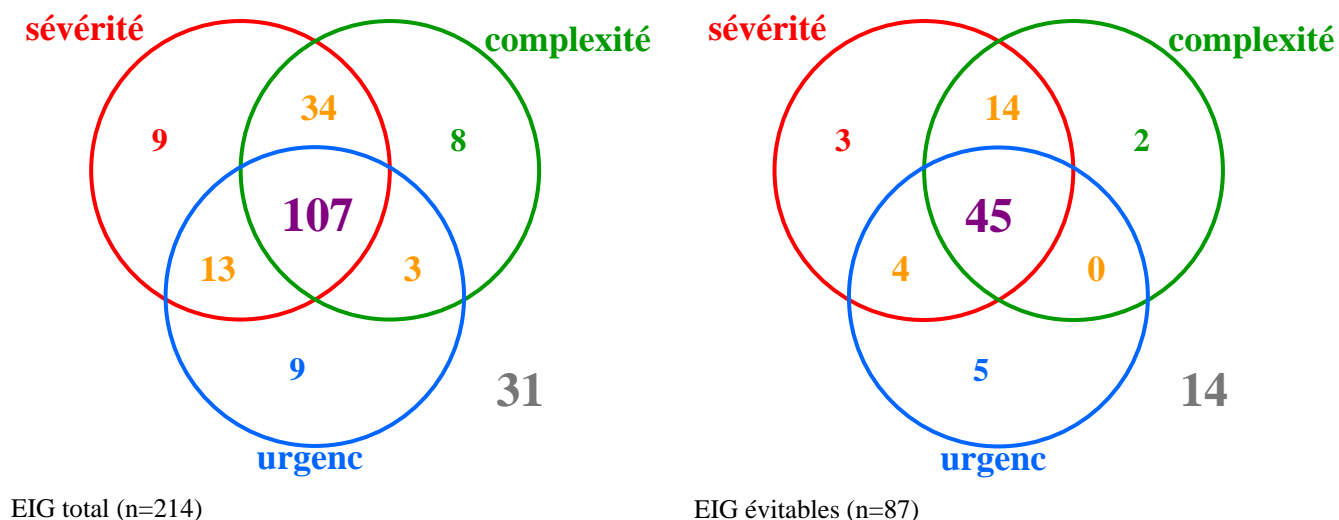 sévérité
complexité
34
9
8
107
13
3
9
31
urgenc
EIG total (n=214)
sévérité
complexité
14
3
2
45
4
0
5
14
urgenc
EIG évitables (n=87)